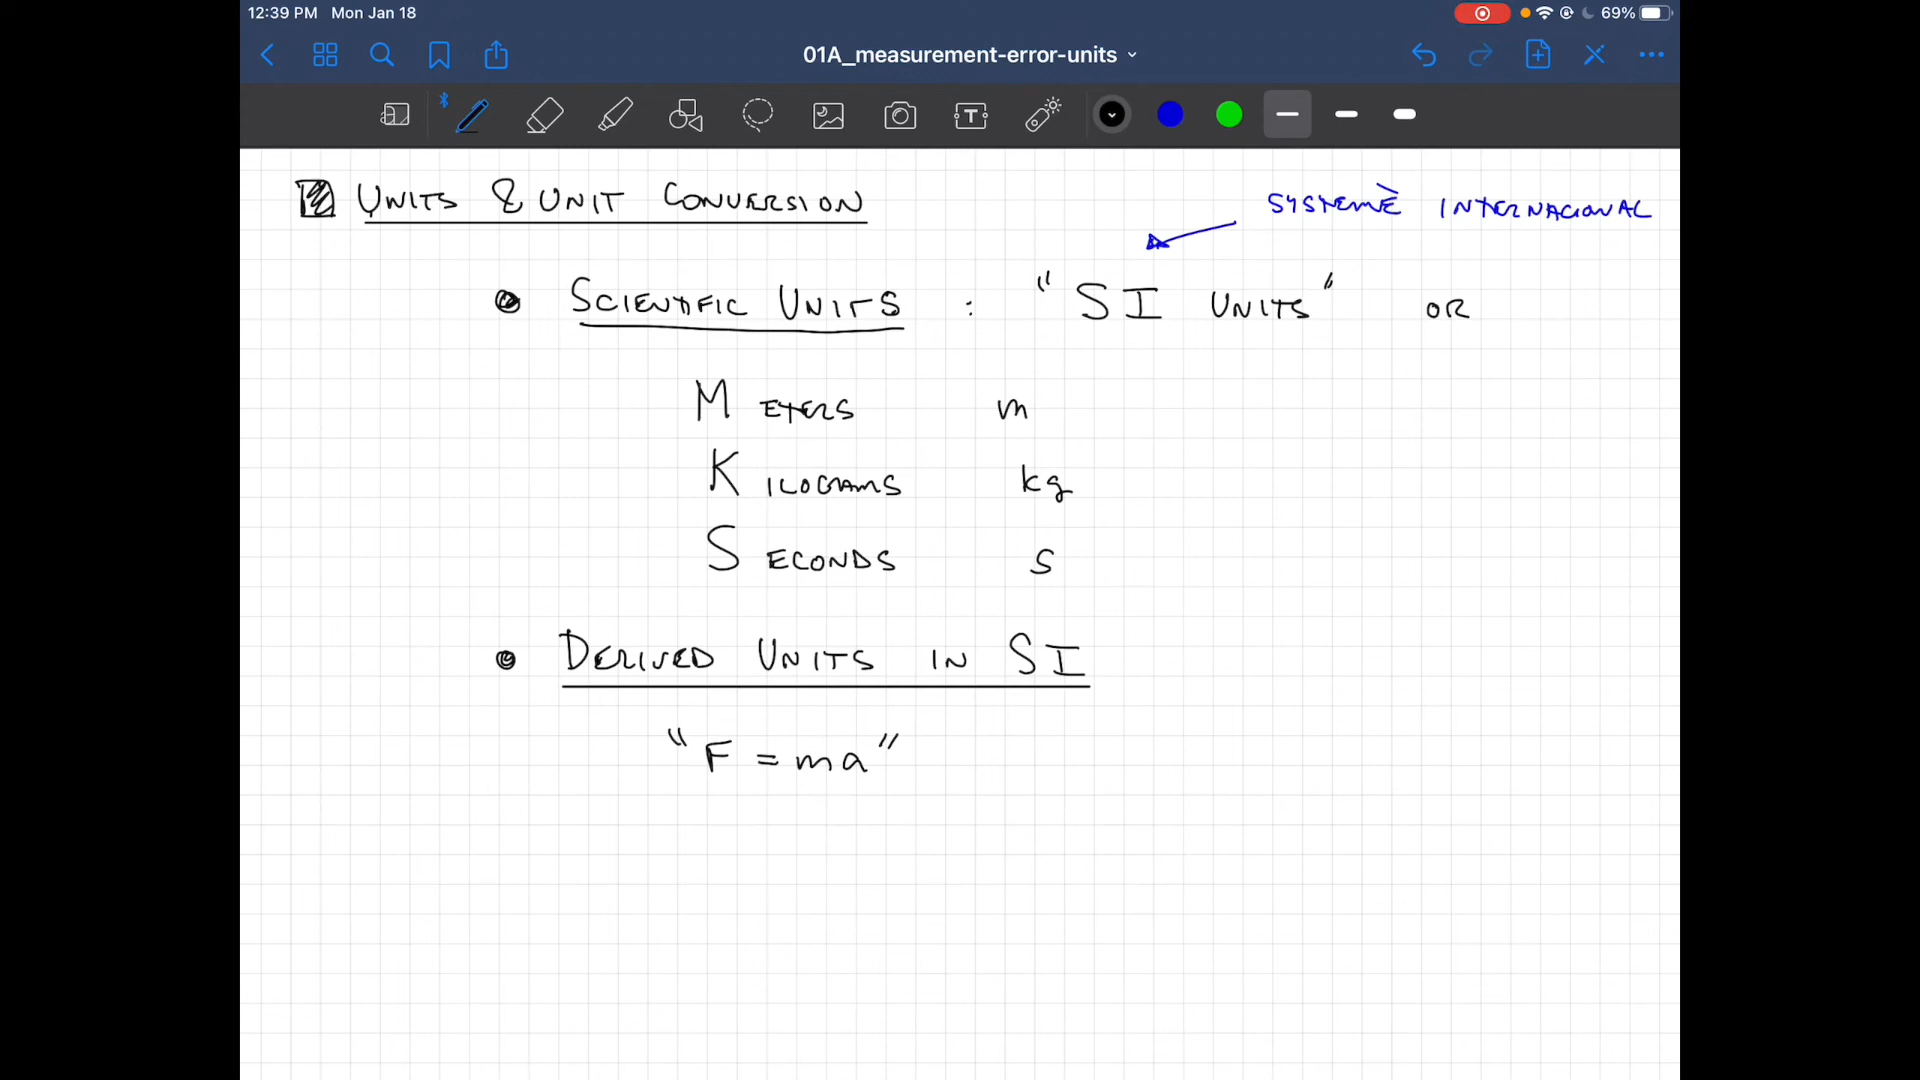 12:39 PM Mon Jan 18 69%
01A_measurement-error-units
UNITS & UNIT CONVERSION
SYSTEMÈ INTERNACIONAL
SCIENTIFIC UNITS : "SI UNITS" OR
METERS m
KILOGRAMS kg
SECONDS s
DERIVED UNITS IN SI
"F = ma"